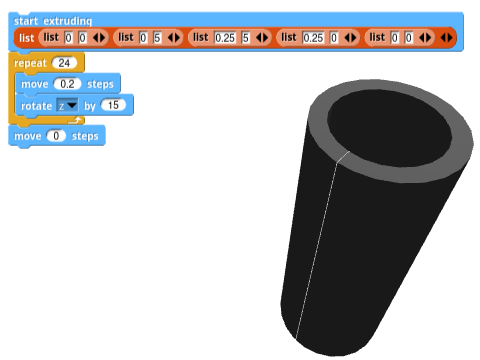 start extruding
list list 0 0 list 0 5 list 0.25 5 list 0.25 0 list 0 0
repeat 24
move 0.2 steps
rotate z by 15
move 0 steps